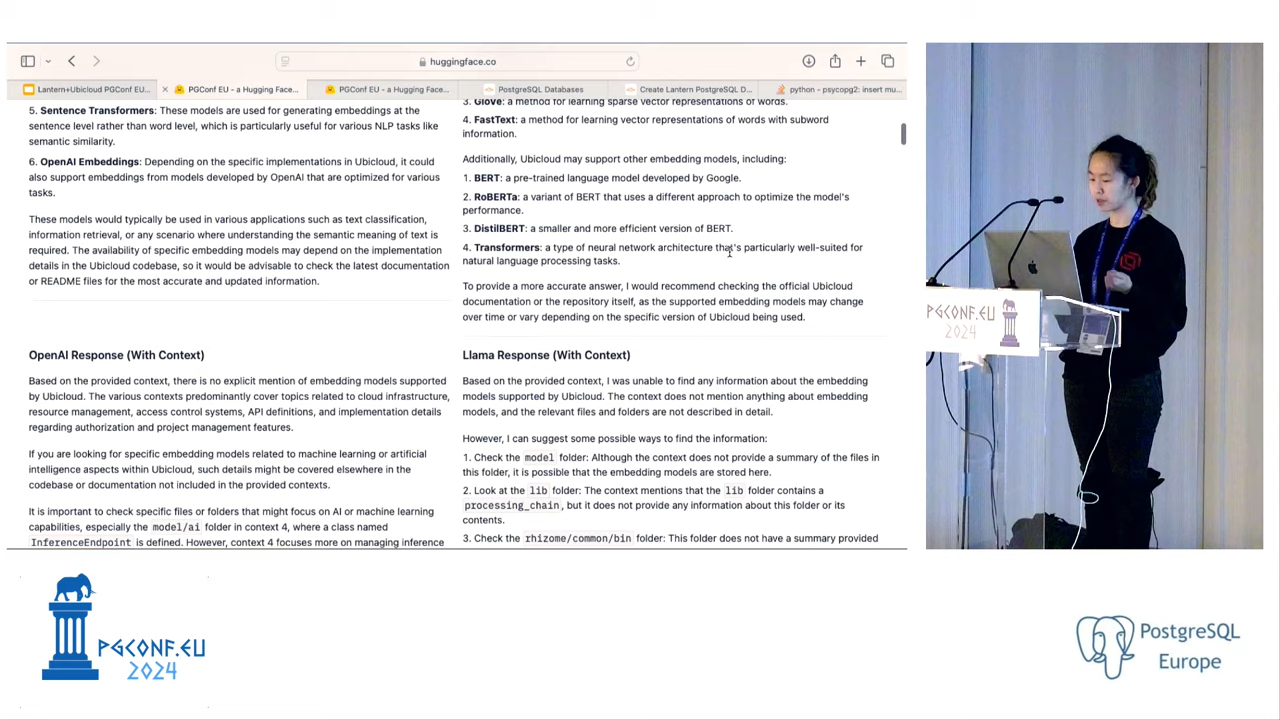 huggingface.co
Lantern+Ubicloud PGConf EU...
PGConf EU - a Hugging Face...
PGConf EU - a Hugging Face...
PostgreSQL Databases
Create Lantern PostgreSQL D...
python - psycopg2: insert mu...
5. Sentence Transformers: These models are used for generating embeddings at the
sentence level rather than word level, which is particularly useful for various NLP tasks like
semantic similarity.
6. OpenAI Embeddings: Depending on the specific implementations in Ubicloud, it could
also support embeddings from models developed by OpenAI that are optimized for various
tasks.
These models would typically be used in various applications such as text classification,
information retrieval, or any scenario where understanding the semantic meaning of text is
required. The availability of specific embedding models may depend on the implementation
details in the Ubicloud codebase, so it would be advisable to check the latest documentation
or README files for the most accurate and updated information.
OpenAI Response (With Context)
Based on the provided context, there is no explicit mention of embedding models supported
by Ubicloud. The various contexts predominantly cover topics related to cloud infrastructure,
resource management, access control systems, API definitions, and implementation details
regarding authorization and project management features.
If you are looking for specific embedding models related to machine learning or artificial
intelligence aspects within Ubicloud, such details might be covered elsewhere in the
codebase or documentation not included in the provided contexts.
It is important to check specific files or folders that might focus on AI or machine learning
capabilities, especially the model/ai folder in context 4, where a class named
InferenceEndpoint is defined. However, context 4 focuses more on managing inference
3. GloVe: a method for learning sparse vector representations of words.
4. FastText: a method for learning vector representations of words with subword
information.
Additionally, Ubicloud may support other embedding models, including:
1. BERT: a pre-trained language model developed by Google.
2. RoBERTa: a variant of BERT that uses a different approach to optimize the model's
performance.
3. DistilBERT: a smaller and more efficient version of BERT.
4. Transformers: a type of neural network architecture that's particularly well-suited for
natural language processing tasks.
To provide a more accurate answer, I would recommend checking the official Ubicloud
documentation or the repository itself, as the supported embedding models may change
over time or vary depending on the specific version of Ubicloud being used.
Llama Response (With Context)
Based on the provided context, I was unable to find any information about the embedding
models supported by Ubicloud. The context does not mention anything about embedding
models, and the relevant files and folders are not described in detail.
However, I can suggest some possible ways to find the information:
1. Check the model folder: Although the context does not provide a summary of the files in
this folder, it is possible that the embedding models are stored here.
2. Look at the lib folder: The context mentions that the lib folder contains a
processing_chain, but it does not provide any information about this folder or its
contents.
3. Check the rhizome/common/bin folder: This folder does not have a summary provided
PGCONF.EU
2024
PGCONF.EU
2024
PostgreSQL
Europe